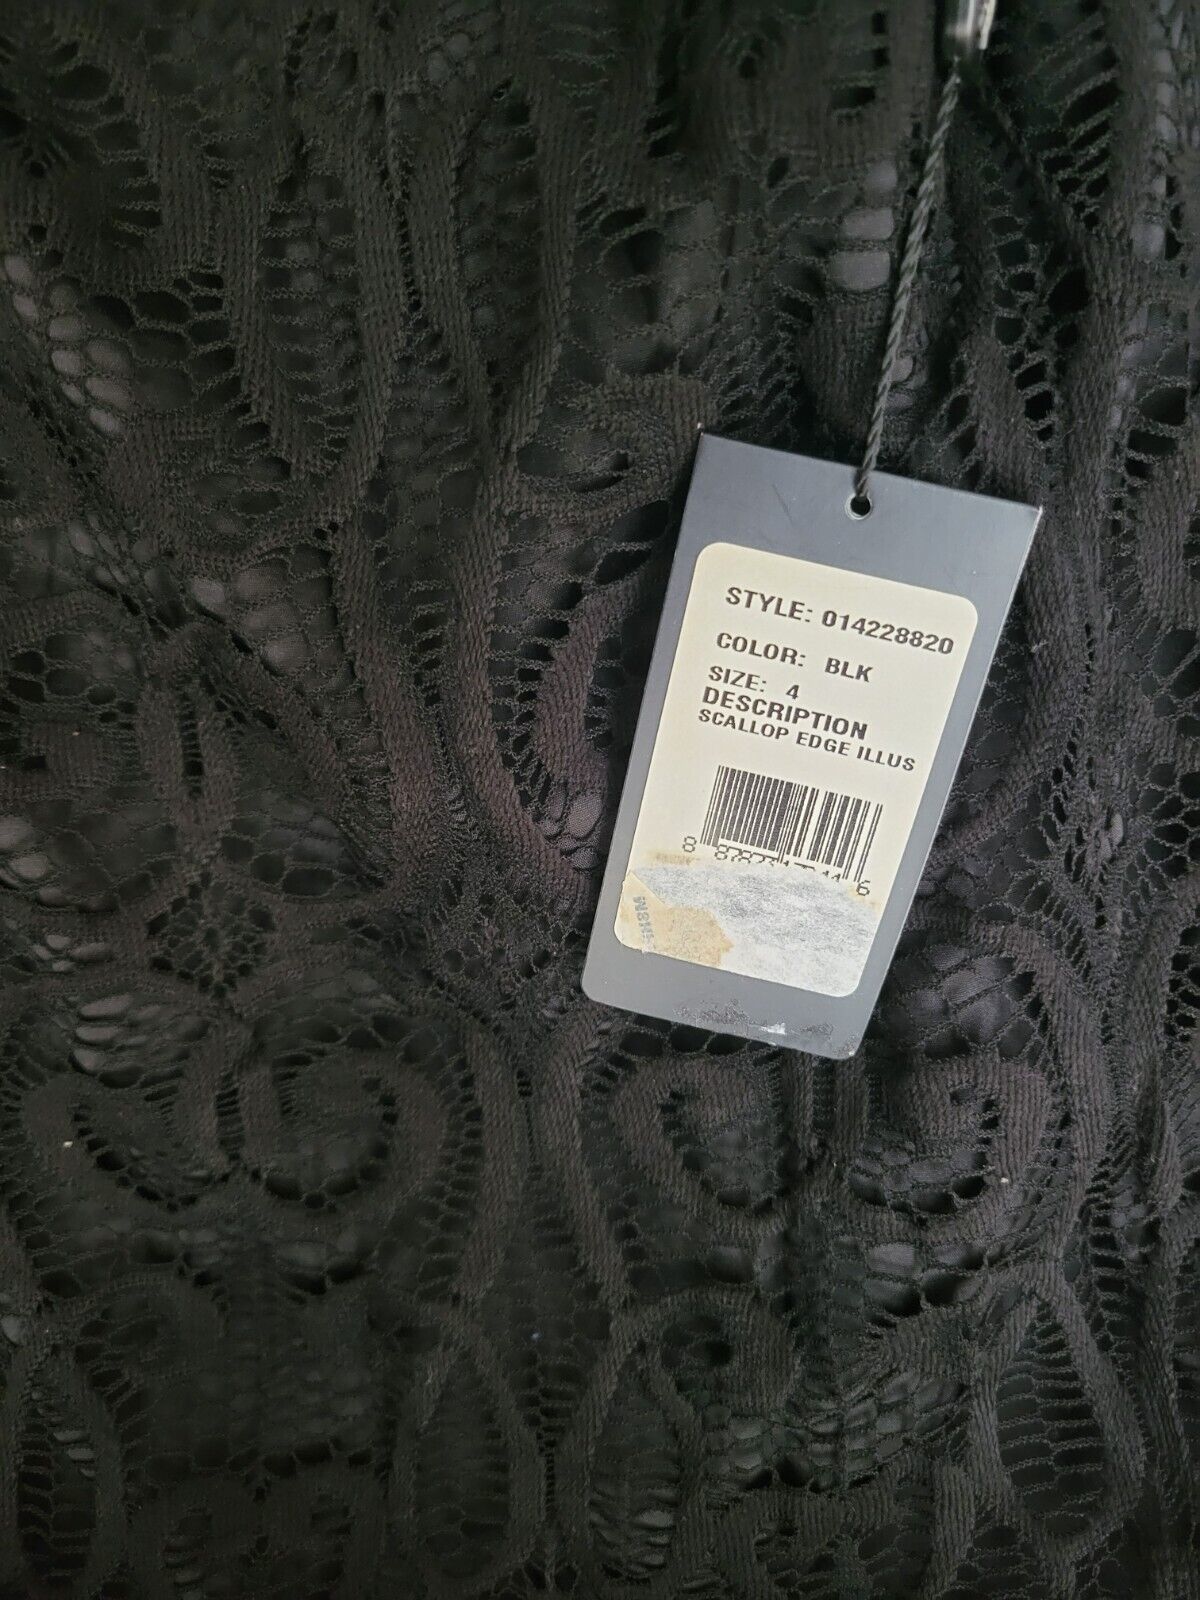 STYLE: 014228820
COLOR: BLK
SIZE: 4
DESCRIPTION
SCALLOP EDGE ILLUS